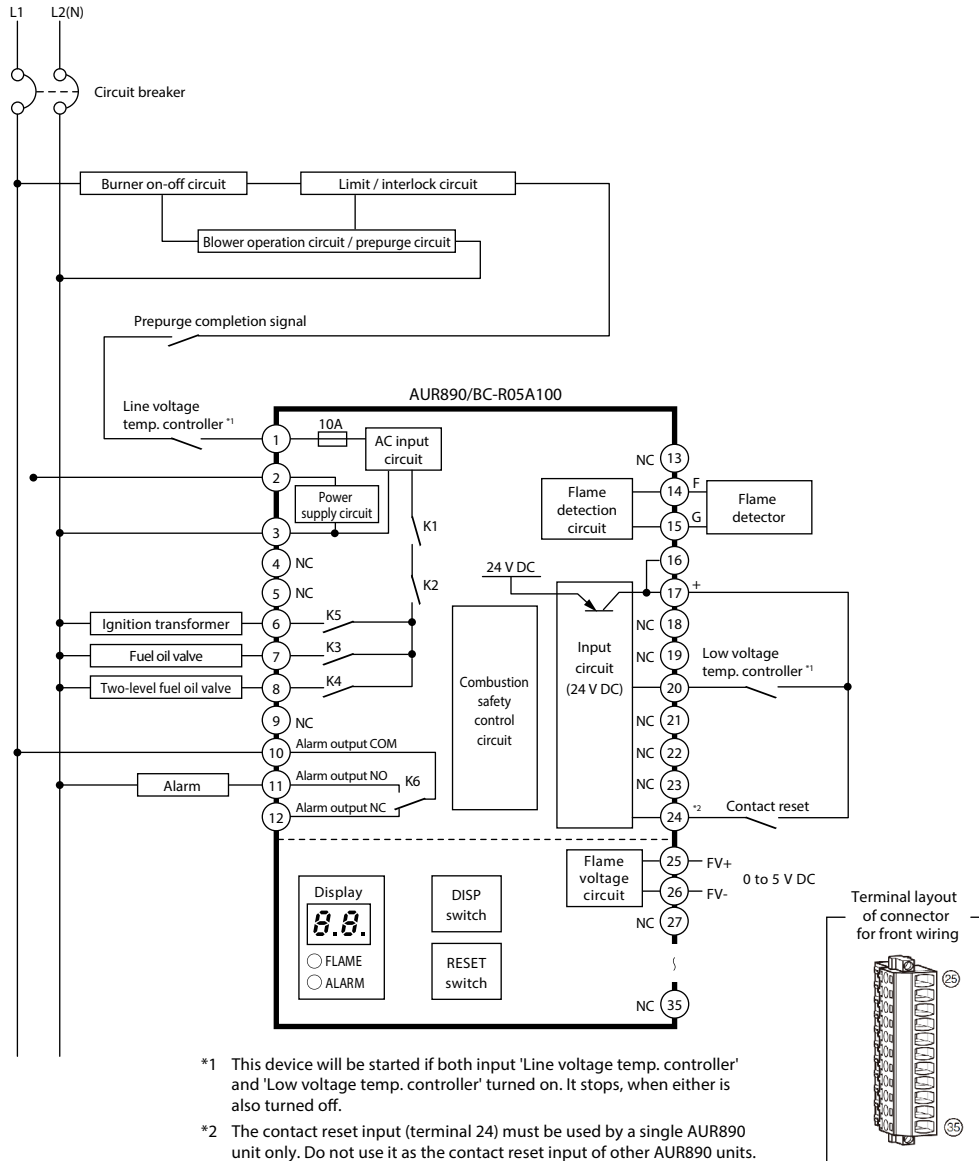 L1 L2(N)
Circuit breaker
Burner on-off circuit
Limit / interlock circuit
Blower operation circuit / prepurge circuit
Prepurge completion signal
Line voltage
temp. controller *1
AUR890/BC-R05A100
1
10A
AC input
circuit
2
Power
supply circuit
3
K1
4 NC
5 NC
K2
Ignition transformer
6
K5
Fuel oil valve
7
K3
Two-level fuel oil valve
8
K4
9 NC
10 Alarm output COM
Alarm
11 Alarm output NO
K6
12 Alarm output NC
Combustion
safety
control
circuit
24 V DC
Input
circuit
(24 V DC)
NC 13
Flame
detection
circuit
14 F
15 G
Flame
detector
16
17 +
NC 18
NC 19
Low voltage
temp. controller *1
20
NC 21
NC 22
NC 23
24 *2 Contact reset
Flame
voltage
circuit
25 FV+
26 FV-
0 to 5 V DC
NC 27
NC 35
Display
8.8.
FLAME
ALARM
DISP
switch
RESET
switch
Terminal layout
of connector
for front wiring
25
35
*1 This device will be started if both input 'Line voltage temp. controller'
and 'Low voltage temp. controller' turned on. It stops, when either is
also turned off.
*2 The contact reset input (terminal 24) must be used by a single AUR890
unit only. Do not use it as the contact reset input of other AUR890 units.